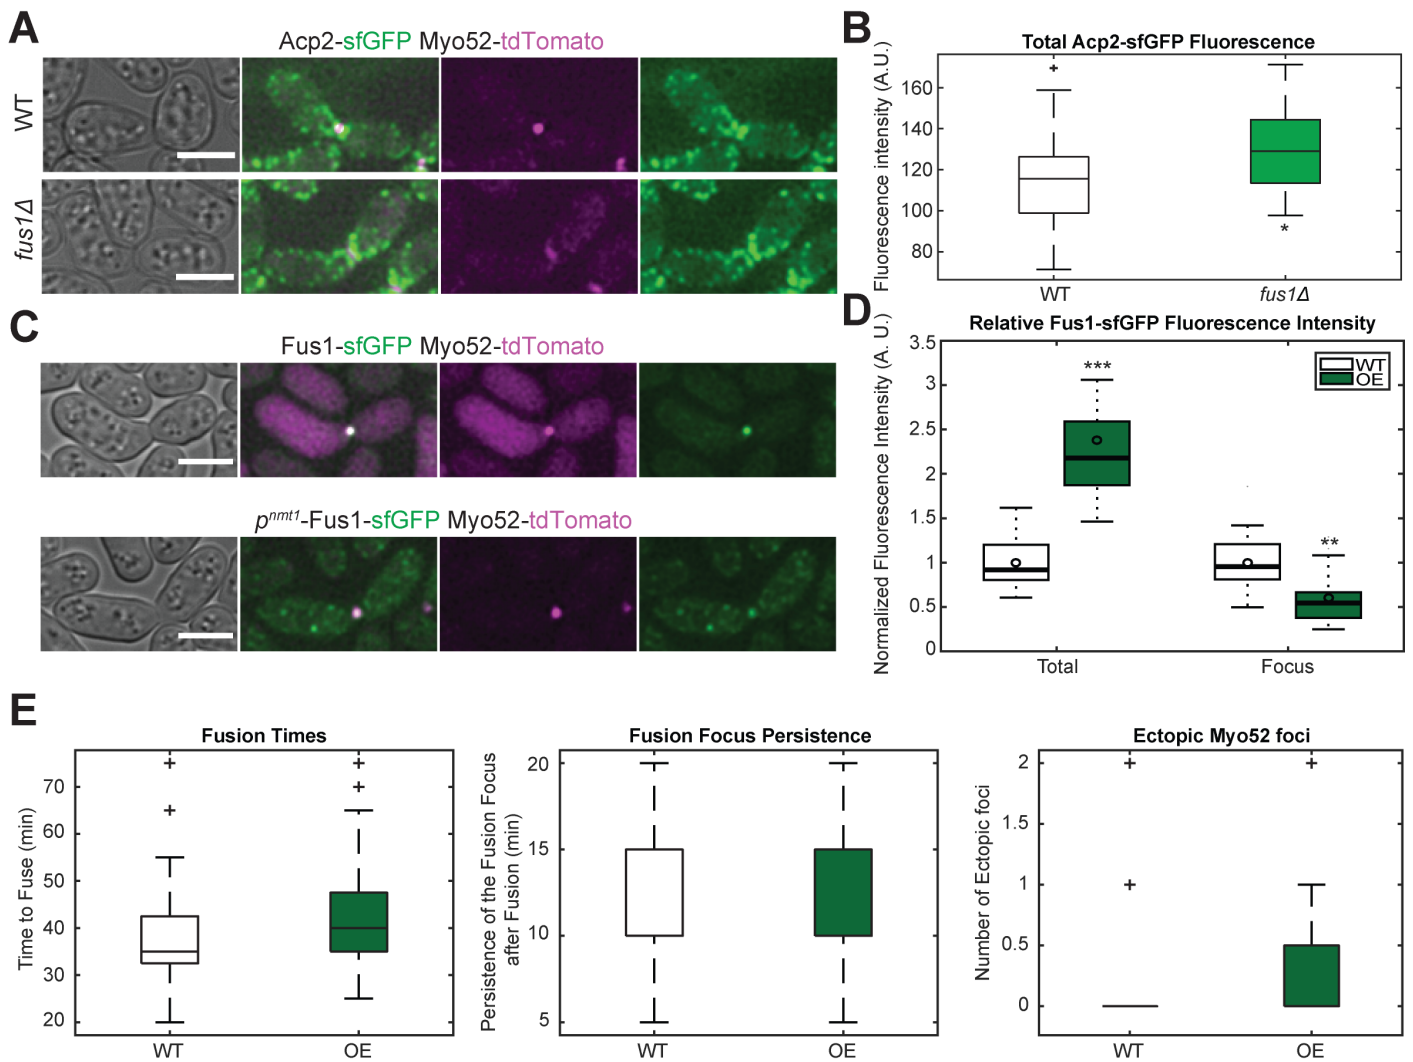 A
Acp2-sfGFP Myo52-tdTomato
WT
fus1Δ
B
Total Acp2-sfGFP Fluorescence
Fluorescence intensity (A.U.)
160
140
120
100
80
*
WT
fus1Δ
C
Fus1-sfGFP Myo52-tdTomato
pnmt1-Fus1-sfGFP Myo52-tdTomato
D
Relative Fus1-sfGFP Fluorescence Intensity
Normalized Fluorescence Intensity (A. U.)
3.5
3
2.5
2
1.5
1
0.5
0
***
**
WT
OE
Total
Focus
E
Fusion Times
Time to Fuse (min)
70
60
50
40
30
20
WT
OE
Fusion Focus Persistence
Persistence of the Fusion Focus
after Fusion (min)
20
15
10
5
WT
OE
Ectopic Myo52 foci
Number of Ectopic foci
2
1.5
1
0.5
0
WT
OE